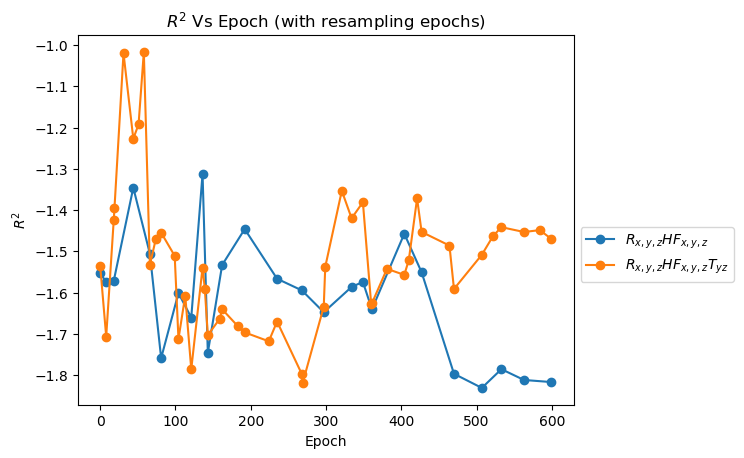 $R^2$ Vs Epoch (with resampling epochs)
−1.0
−1.1
−1.2
−1.3
−1.4
−1.5
−1.6
−1.7
−1.8
$R^2$
0 100 200 300 400 500 600
Epoch
$R_{x,y,z}HF_{x,y,z}$
$R_{x,y,z}HF_{x,y,z}T_{yz}$